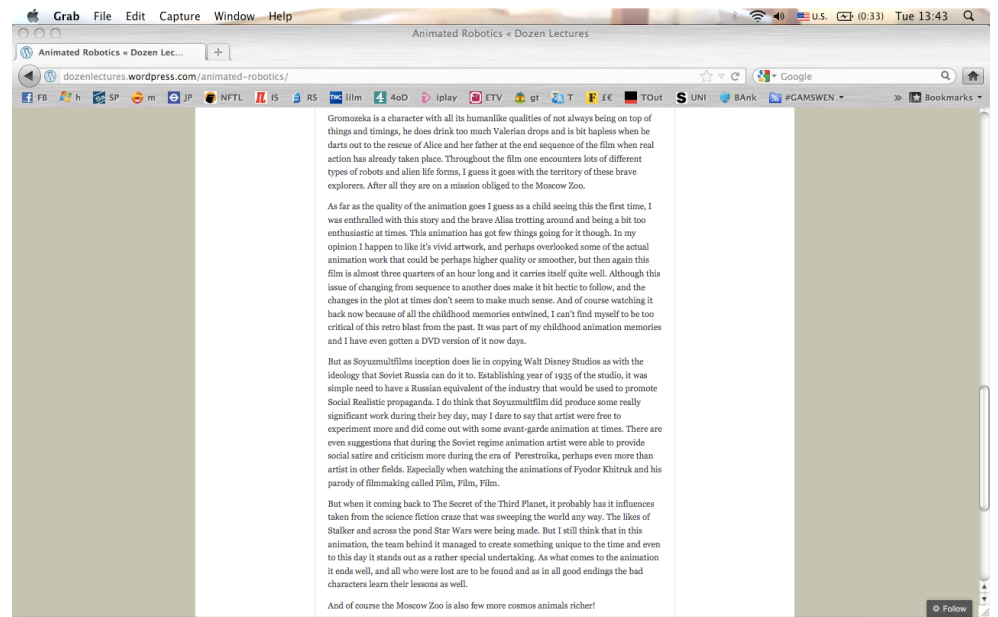 Grab File Edit Capture Window Help U.S. (0:33) Tue 13:43
Animated Robotics « Dozen Lectures
Animated Robotics « Dozen Lec... +
dozenlectures.wordpress.com/animated-robotics/ Google
FB h SP m JP NFTL IS RS lilm 4oD iplay ETV gt T £€ TOut UNI BAnk #GAMSWEN » Bookmarks
Gromozeka is a character with all its humanlike qualities of not always being on top of
things and timings, he does drink too much Valerian drops and is bit hapless when he
darts out to the rescue of Alice and her father at the end sequence of the film when real
action has already taken place. Throughout the film one encounters lots of different
types of robots and alien life forms, I guess it goes with the territory of these brave
explorers. After all they are on a mission obliged to the Moscow Zoo.
As far as the quality of the animation goes I guess as a child seeing this the first time, I
was enthralled with this story and the brave Alisa trotting around and being a bit too
enthusiastic at times. This animation has got few things going for it though. In my
opinion I happen to like it's vivid artwork, and perhaps overlooked some of the actual
animation work that could be perhaps higher quality or smoother, but then again this
film is almost three quarters of an hour long and it carries itself quite well. Although this
issue of changing from sequence to another does make it bit hectic to follow, and the
changes in the plot at times don't seem to make much sense. And of course watching it
back now because of all the childhood memories entwined, I can't find myself to be too
critical of this retro blast from the past. It was part of my childhood animation memories
and I have even gotten a DVD version of it now days.
But as Soyuzmultfilms inception does lie in copying Walt Disney Studios as with the
ideology that Soviet Russia can do it to. Establishing year of 1935 of the studio, it was
simple need to have a Russian equivalent of the industry that would be used to promote
Social Realistic propaganda. I do think that Soyuzmultfilm did produce some really
significant work during their hey day, may I dare to say that artist were free to
experiment more and did come out with some avant-garde animation at times. There are
even suggestions that during the Soviet regime animation artist were able to provide
social satire and criticism more during the era of Perestroika, perhaps even more than
artist in other fields. Especially when watching the animations of Fyodor Khitruk and his
parody of filmmaking called Film, Film, Film.
But when it coming back to The Secret of the Third Planet, it probably has it influences
taken from the science fiction craze that was sweeping the world any way. The likes of
Stalker and across the pond Star Wars were being made. But I still think that in this
animation, the team behind it managed to create something unique to the time and even
to this day it stands out as a rather special undertaking. As what comes to the animation
it ends well, and all who were lost are to be found and as in all good endings the bad
characters learn their lessons as well.
And of course the Moscow Zoo is also few more cosmos animals richer!
Follow